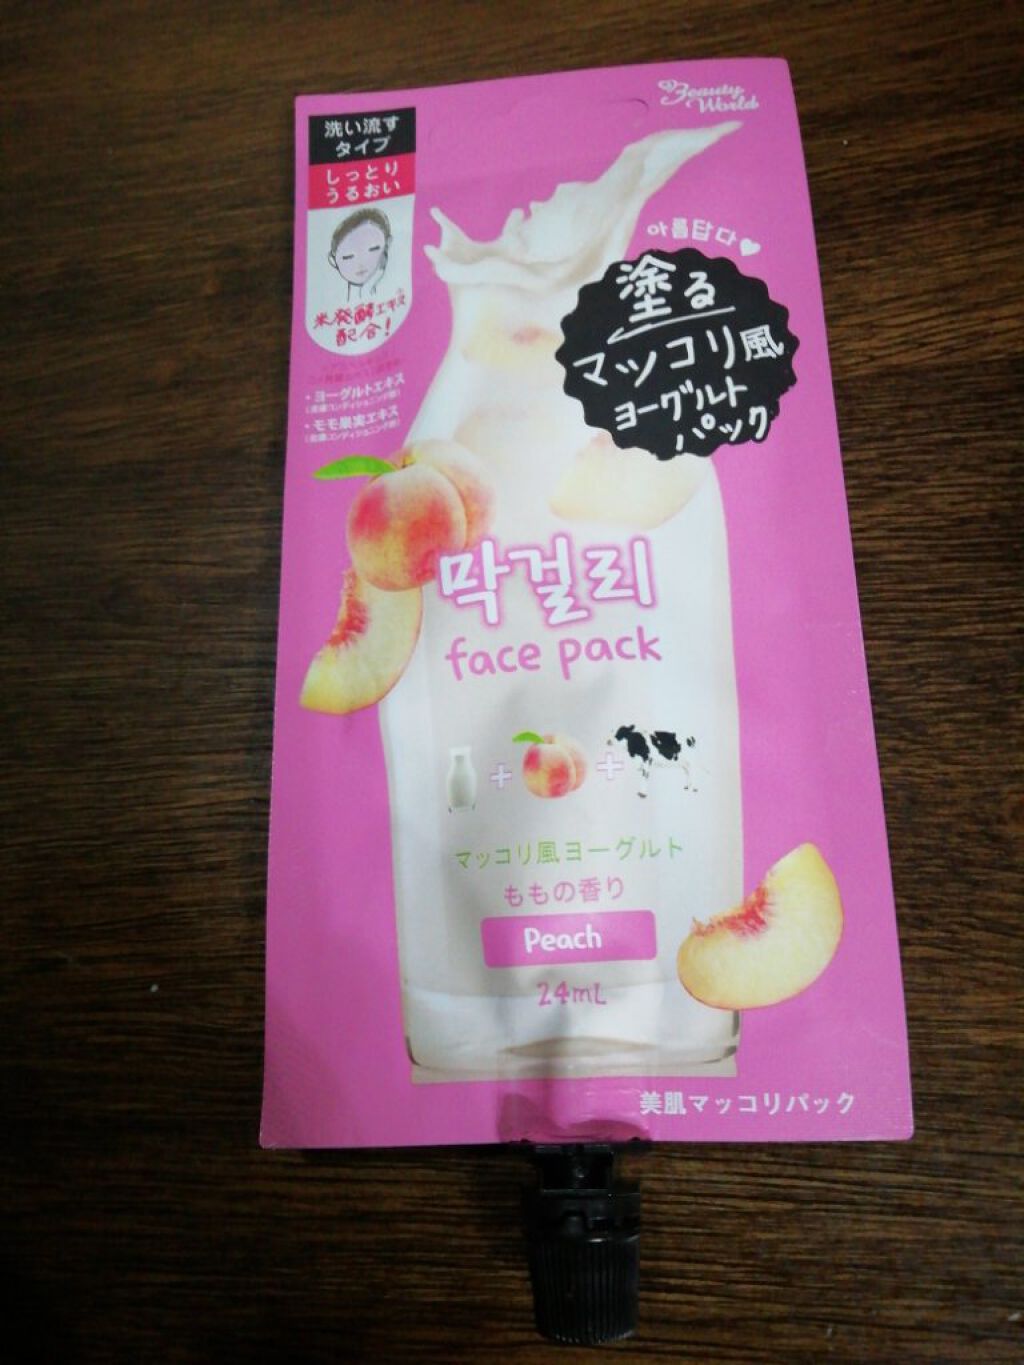 Beauty
World
洗い流す
タイプ
しっとり
うるおい
米発酵エキス
配合!
・ヨーグルトエキス
・モモ果実エキス
아름답다♥
塗る
マッコリ風
ヨーグルト
パック
막걸리
face pack
+ +
マッコリ風ヨーグルト
ももの香り
Peach
24mL
美肌マッコリパック